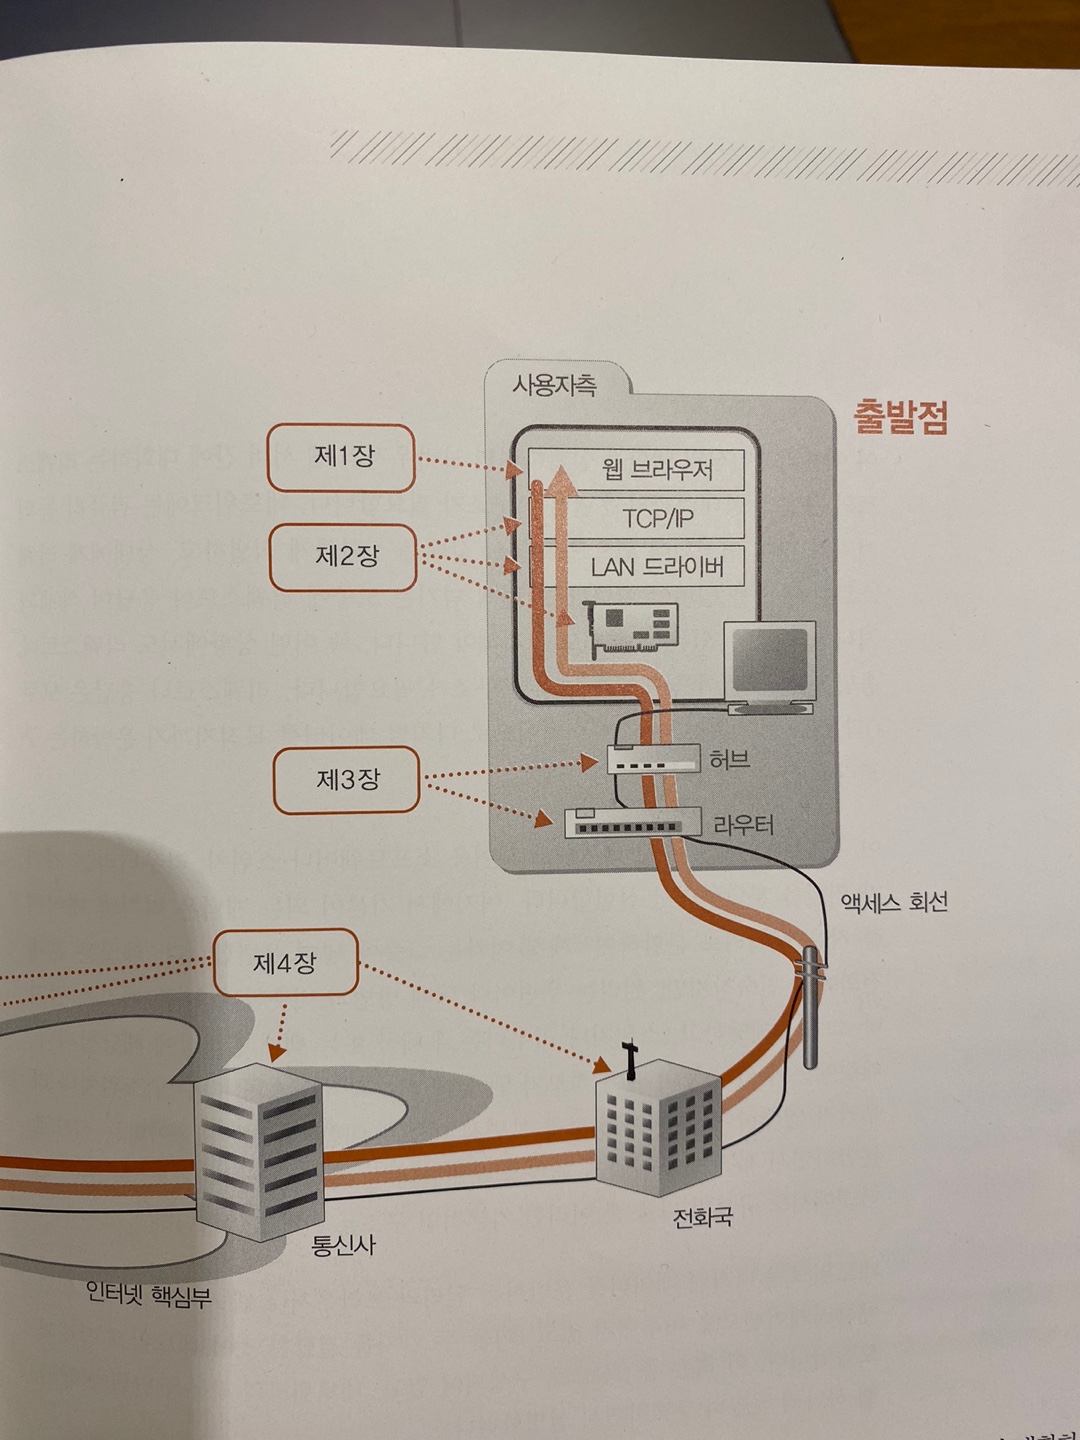 사용자측
출발점
제1장
웹 브라우저
TCP/IP
제2장
LAN 드라이버
제3장
허브
라우터
액세스 회선
제4장
전화국
통신사
인터넷 핵심부